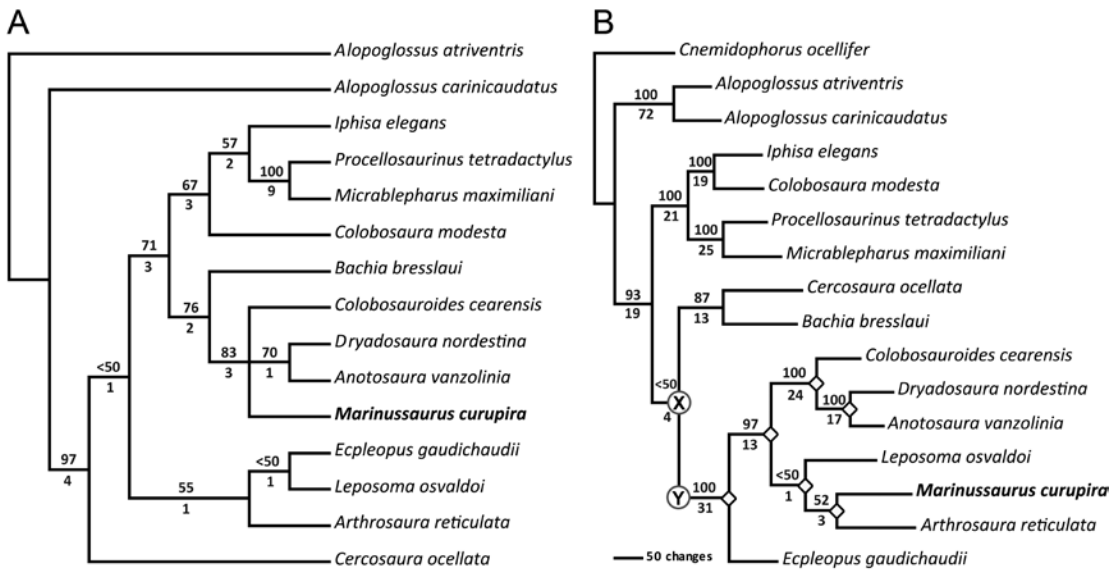 A
Alopoglossus atriventris
Alopoglossus carinicaudatus
Iphisa elegans
57
2
Procellosaurinus tetradactylus
100
9
Micrablepharus maximiliani
67
3
Colobosaura modesta
71
3
Bachia bresslaui
76
2
Colobosauroides cearensis
83
3
Dryadosaura nordestina
70
1
Anotosaura vanzolinia
<50
1
Marinussaurus curupira
Ecpleopus gaudichaudii
<50
1
Leposoma osvaldoi
97
4
55
1
Arthrosaura reticulata
Cercosaura ocellata
B
Cnemidophorus ocellifer
Alopoglossus atriventris
100
72
Alopoglossus carinicaudatus
Iphisa elegans
100
19
Colobosaura modesta
100
21
Procellosaurinus tetradactylus
100
25
Micrablepharus maximiliani
93
19
Cercosaura ocellata
87
13
Bachia bresslaui
Colobosauroides cearensis
100
24
<50
4
X
Dryadosaura nordestina
100
17
Anotosaura vanzolinia
97
13
Leposoma osvaldoi
<50
1
Marinussaurus curupira
52
3
Y
100
31
Arthrosaura reticulata
50 changes
Ecpleopus gaudichaudii